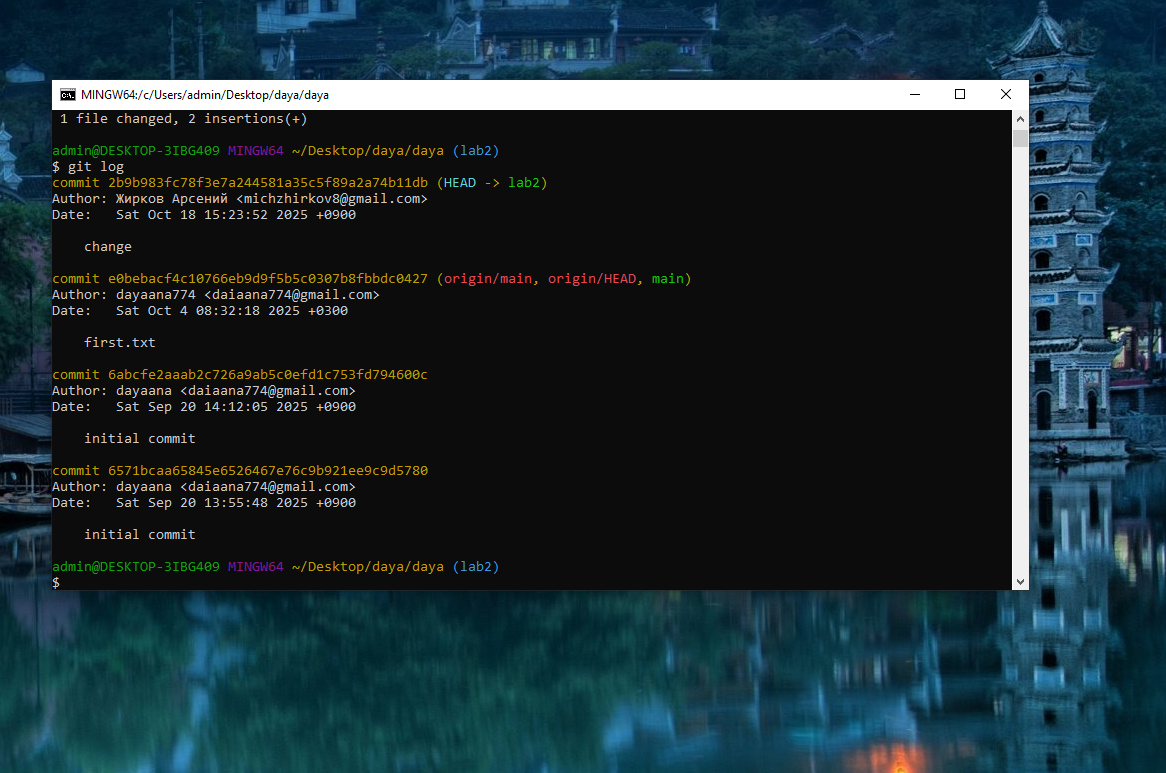 MINGW64:/c/Users/admin/Desktop/daya/daya
1 file changed, 2 insertions(+)
admin@DESKTOP-3IBG409 MINGW64 ~/Desktop/daya/daya (lab2)
$ git log
commit 2b9b983fc78f3e7a244581a35c5f89a2a74b11db (HEAD -> lab2)
Author: Жирков Арсений <michzhirkov8@gmail.com>
Date:   Sat Oct 18 15:23:52 2025 +0900
change
commit e0bebacf4c10766eb9d9f5b5c0307b8fbbdc0427 (origin/main, origin/HEAD, main)
Author: dayaana774 <daiaana774@gmail.com>
Date:   Sat Oct 4 08:32:18 2025 +0300
first.txt
commit 6abcfe2aaab2c726a9ab5c0efd1c753fd794600c
Author: dayaana <daiaana774@gmail.com>
Date:   Sat Sep 20 14:12:05 2025 +0900
initial commit
commit 6571bcaa65845e6526467e76c9b921ee9c9d5780
Author: dayaana <daiaana774@gmail.com>
Date:   Sat Sep 20 13:55:48 2025 +0900
initial commit
admin@DESKTOP-3IBG409 MINGW64 ~/Desktop/daya/daya (lab2)
$